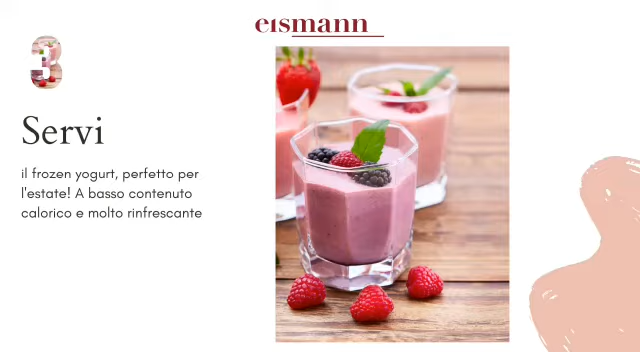 eismann
3
Servi
il frozen yogurt, perfetto per
l'estate! A basso contenuto
calorico e molto rinfrescante